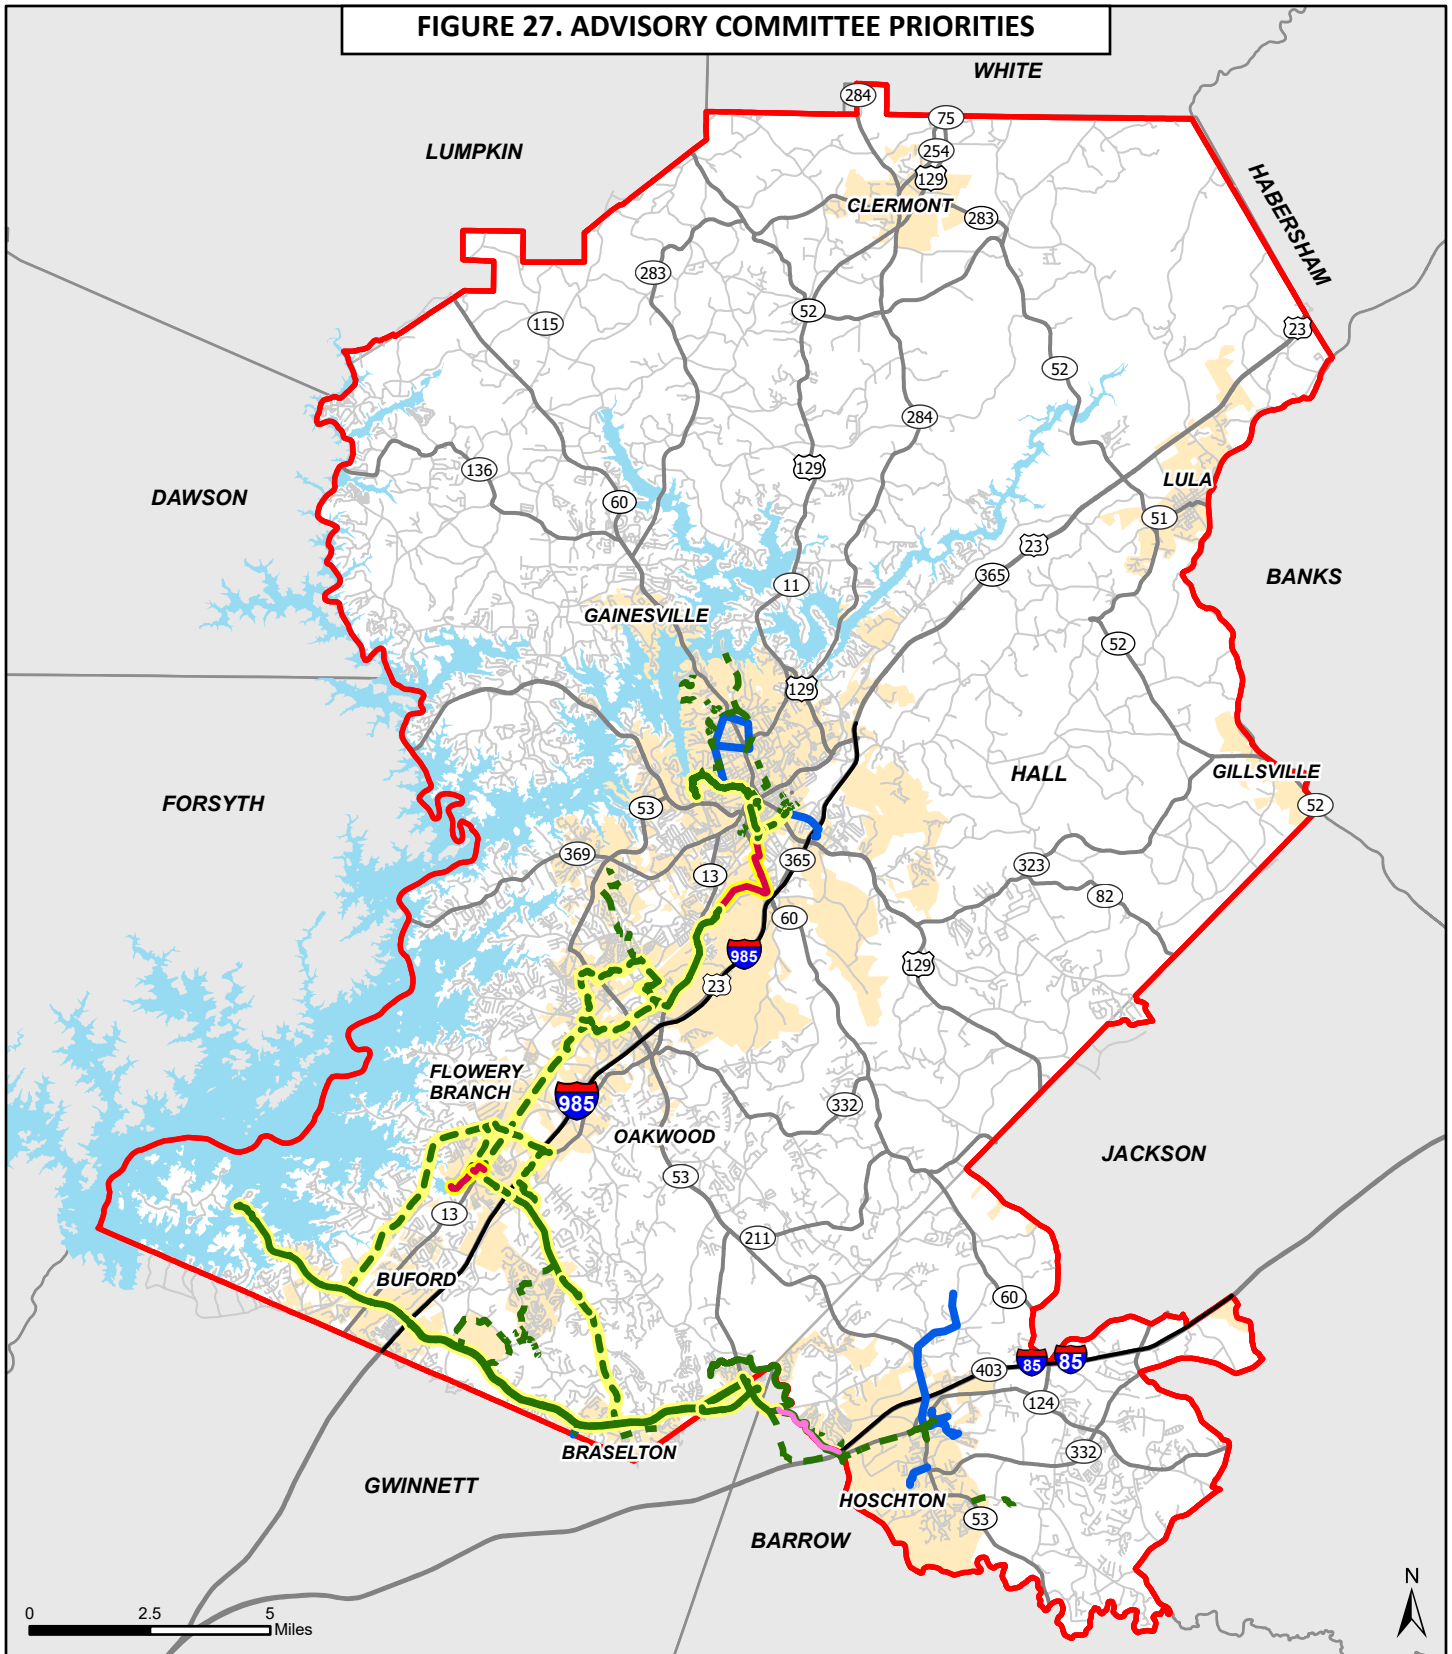 FIGURE 27. ADVISORY COMMITTEE PRIORITIES
WHITE
284
75
LUMPKIN
254
129
HABERSHAM
CLERMONT
283
283
52
115
23
52
284
136
129
LULA
DAWSON
60
51
23
365
BANKS
11
GAINESVILLE
52
129
HALL
GILLSVILLE
FORSYTH
53
52
369
365
323
13
82
60
985
129
23
FLOWERY
BRANCH
985
332
OAKWOOD
JACKSON
53
13
211
BUFORD
60
403
85
85
124
BRASELTON
332
GWINNETT
HOSCHTON
53
BARROW
N
0
2.5
5
Miles